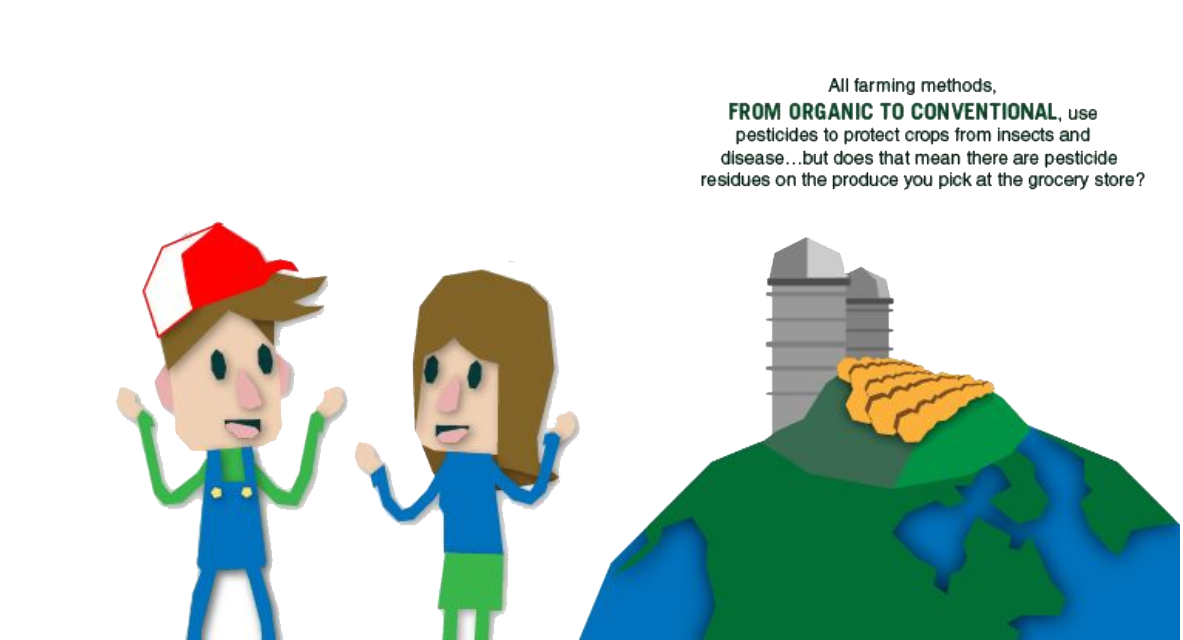 All farming methods,
FROM ORGANIC TO CONVENTIONAL, use
pesticides to protect crops from insects and
disease...but does that mean there are pesticide
residues on the produce you pick at the grocery store?